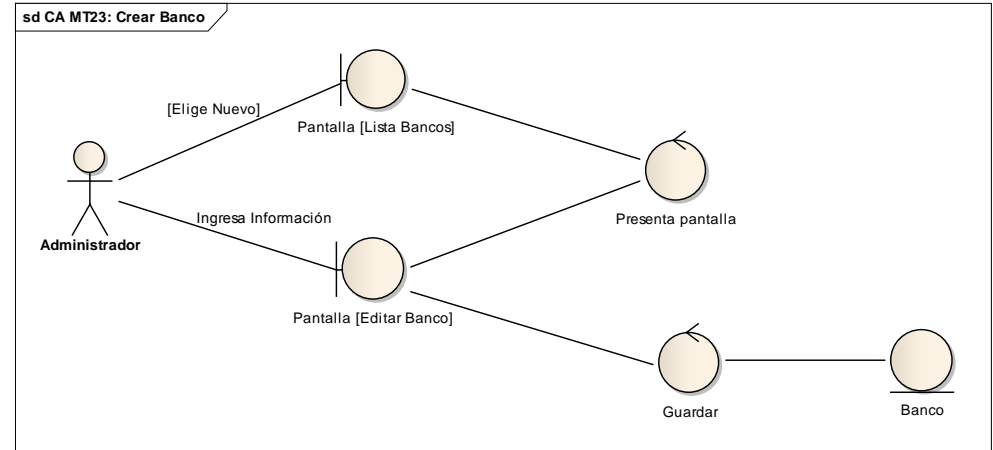 sd CA MT23: Crear Banco
[Elige Nuevo]
Pantalla [Lista Bancos]
Presenta pantalla
Ingresa Información
Administrador
Pantalla [Editar Banco]
Guardar
Banco